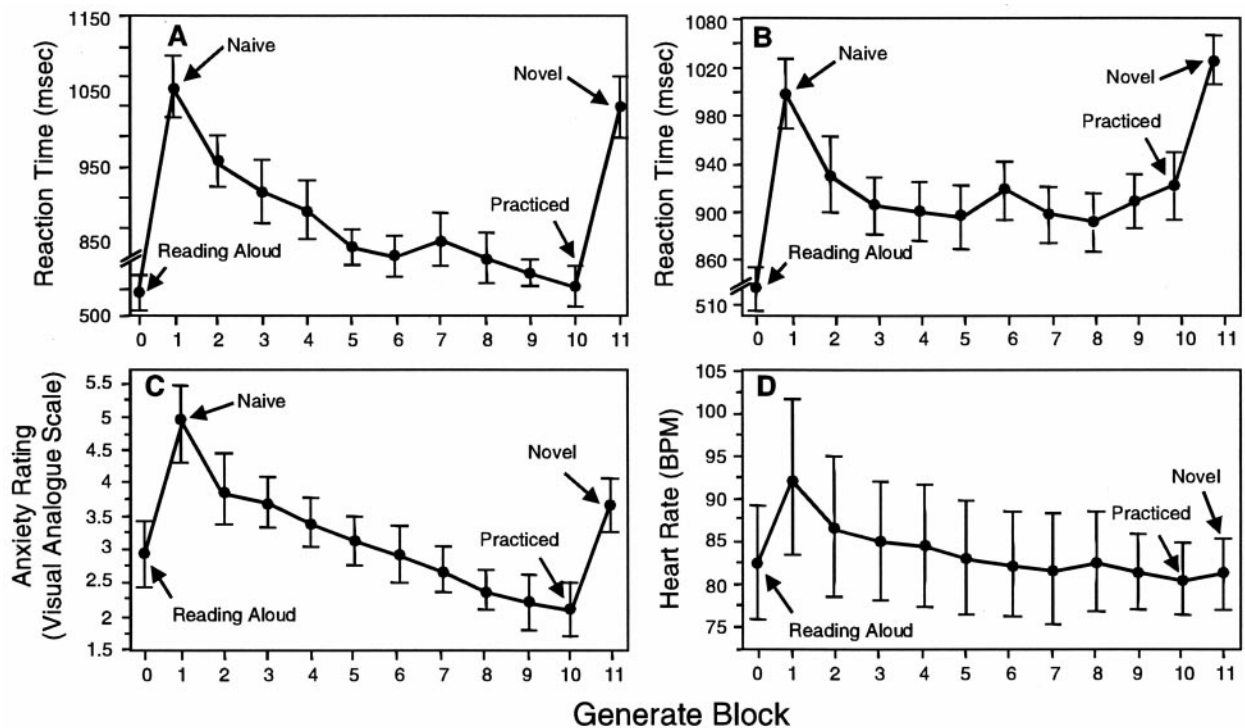 A
Reaction Time (msec)
1150
1050
950
850
500
Naive
Novel
Practiced
Reading Aloud
0 1 2 3 4 5 6 7 8 9 10 11
B
Reaction Time (msec)
1080
1020
980
940
900
860
510
Naive
Novel
Practiced
Reading Aloud
0 1 2 3 4 5 6 7 8 9 10 11
C
Anxiety Rating
(Visual Analogue Scale)
5.5
5
4.5
4
3.5
3
2.5
2
1.5
Naive
Novel
Practiced
Reading Aloud
0 1 2 3 4 5 6 7 8 9 10 11
D
Heart Rate (BPM)
105
100
95
90
85
80
75
Novel
Practiced
Reading Aloud
0 1 2 3 4 5 6 7 8 9 10 11
Generate Block